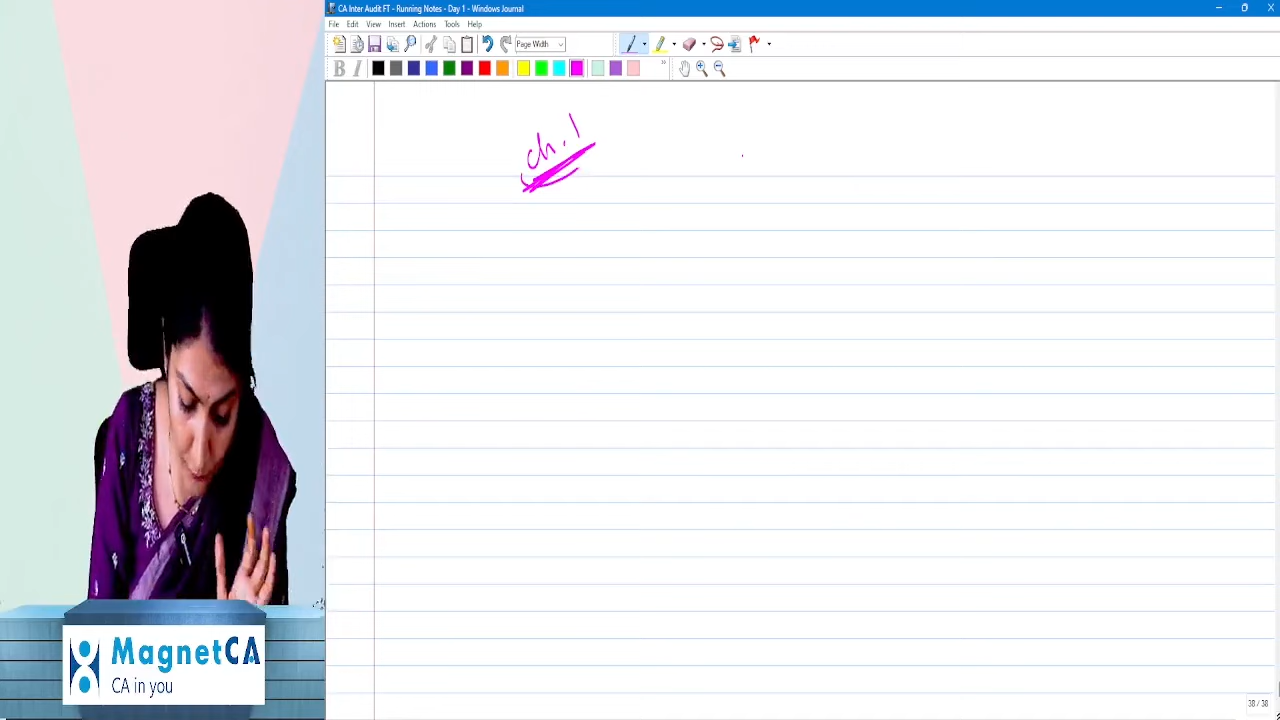 CA Inter Audit FT - Running Notes - Day 1 - Windows Journal
File Edit View Insert Actions Tools Help
Page Width
B I
ch. 1
MagnetCA
CA in you
38 / 38